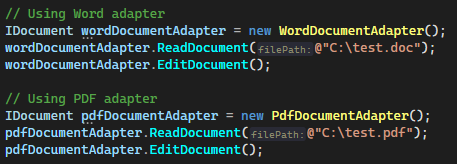 // Using Word adapter
IDocument wordDocumentAdapter = new WordDocumentAdapter();
wordDocumentAdapter.ReadDocument(filePath:@"C:\test.doc");
wordDocumentAdapter.EditDocument();

// Using PDF adapter
IDocument pdfDocumentAdapter = new PdfDocumentAdapter();
pdfDocumentAdapter.ReadDocument(filePath:@"C:\test.pdf");
pdfDocumentAdapter.EditDocument();